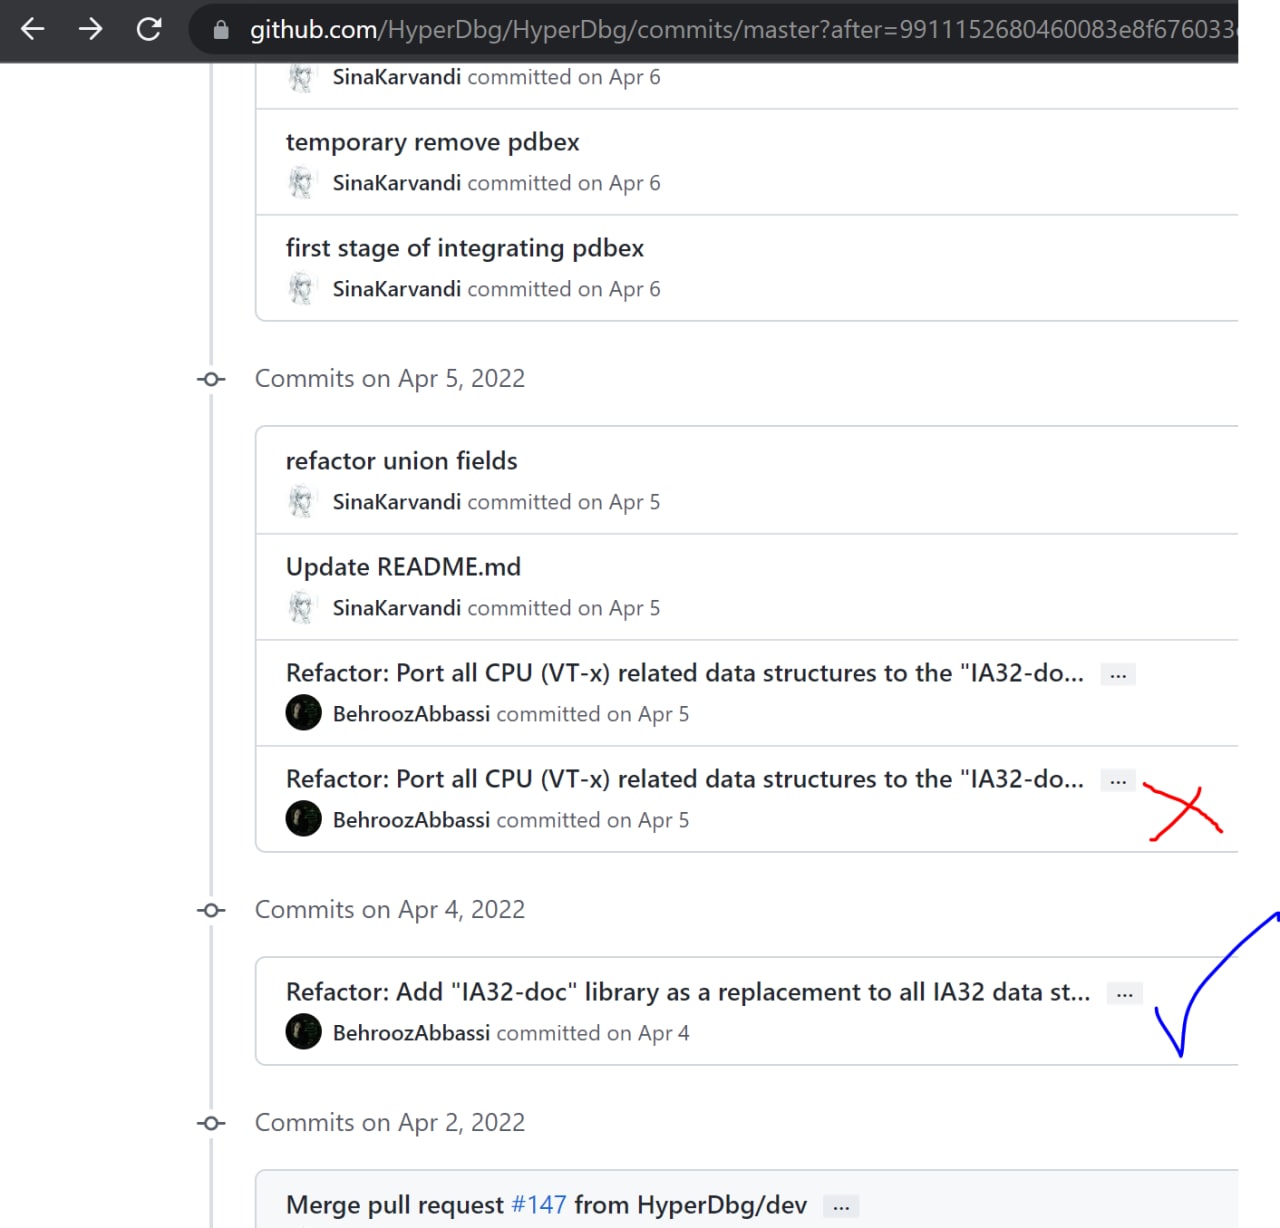 github.com/HyperDbg/HyperDbg/commits/master?after=9911152680460083e8f676033
SinaKarvandi committed on Apr 6
temporary remove pdbex
SinaKarvandi committed on Apr 6
first stage of integrating pdbex
SinaKarvandi committed on Apr 6
Commits on Apr 5, 2022
refactor union fields
SinaKarvandi committed on Apr 5
Update README.md
SinaKarvandi committed on Apr 5
Refactor: Port all CPU (VT-x) related data structures to the "IA32-do... ...
BehroozAbbassi committed on Apr 5
Refactor: Port all CPU (VT-x) related data structures to the "IA32-do... ...
BehroozAbbassi committed on Apr 5
Commits on Apr 4, 2022
Refactor: Add "IA32-doc" library as a replacement to all IA32 data st... ...
BehroozAbbassi committed on Apr 4
Commits on Apr 2, 2022
Merge pull request #147 from HyperDbg/dev ...